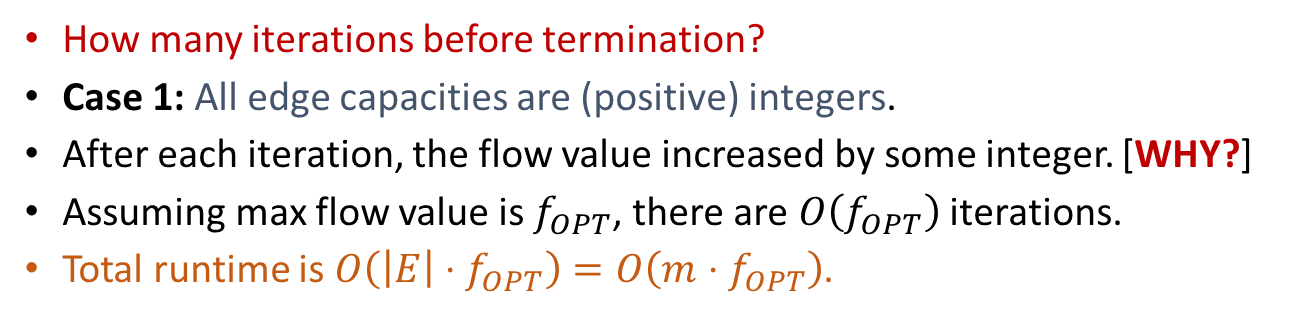 • How many iterations before termination?
• Case 1: All edge capacities are (positive) integers.
• After each iteration, the flow value increased by some integer. [WHY?]
• Assuming max flow value is f_OPT, there are O(f_OPT) iterations.
• Total runtime is O(|E| · f_OPT) = O(m · f_OPT).